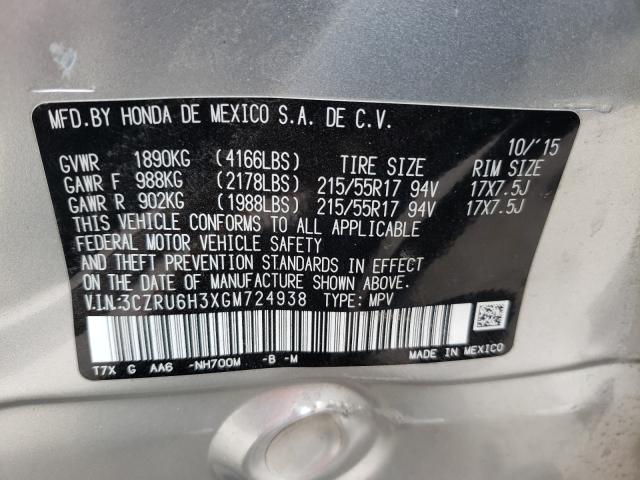 MFD.BY HONDA DE MEXICO S.A. DE C.V.
10/'15
GVWR 1890KG (4166LBS) TIRE SIZE RIM SIZE
GAWR F 988KG (2178LBS) 215/55R17 94V 17X7.5J
GAWR R 902KG (1988LBS) 215/55R17 94V 17X7.5J
THIS VEHICLE CONFORMS TO ALL APPLICABLE
FEDERAL MOTOR VEHICLE SAFETY
AND THEFT PREVENTION STANDARDS IN EFFECT
ON THE DATE OF MANUFACTURE SHOWN ABOVE.
V.I.N:3CZRU6H3XGM724938 TYPE: MPV
T7X G AA6 -NH700M -B -M
MADE IN MEXICO